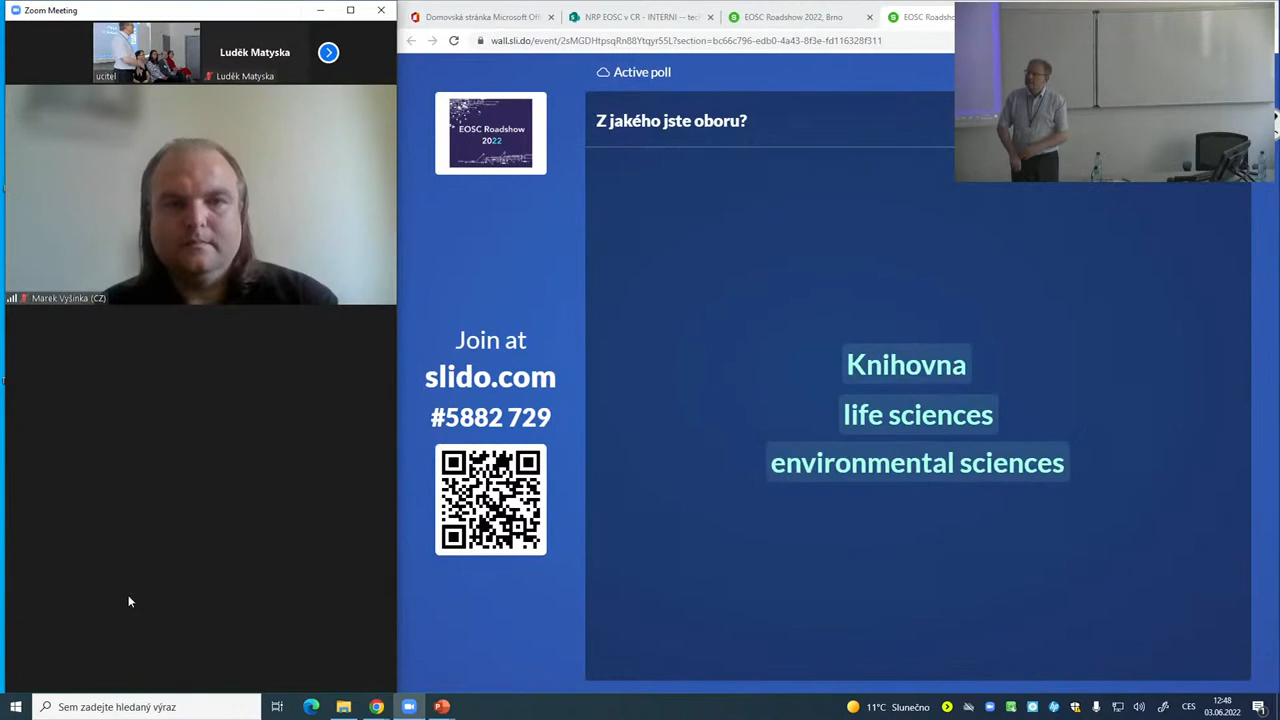 Zoom Meeting
ucitel
Luděk Matyska
Luděk Matyska
Marek Vyšinka (CZ)
Domovská stránka Microsoft Of
NRP EOSC v CR - INTERNI -- tec
EOSC Roadshow 2022, Brno
EOSC Roadsho
wall.sli.do/event/2sMGDHtpsqRn88Ytqyr55L?section=bc66c796-edb0-4a43-8f3e-fd116328f311
EOSC Roadshow
2022
Join at
slido.com
#5882 729
Active poll
Z jakého jste oboru?
Knihovna
life sciences
environmental sciences
Sem zadejte hledaný výraz
11°C Slunečno
CES
12:48
03.06.2022
1